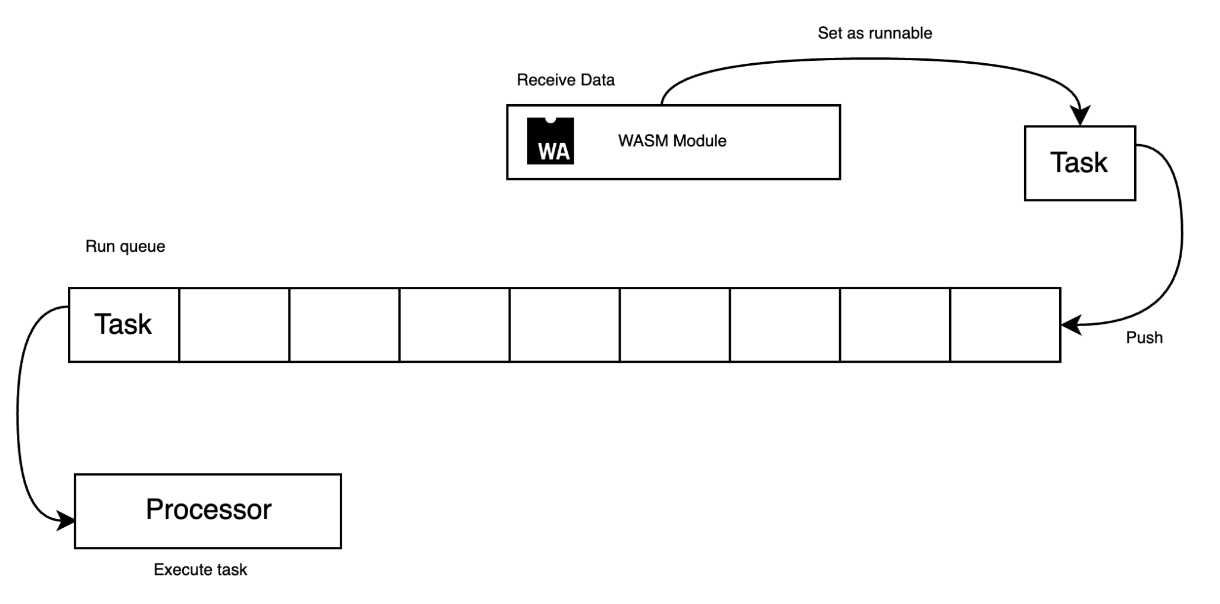 Set as runnable
Receive Data
WA
WASM Module
Task
Run queue
Task
Push
Processor
Execute task